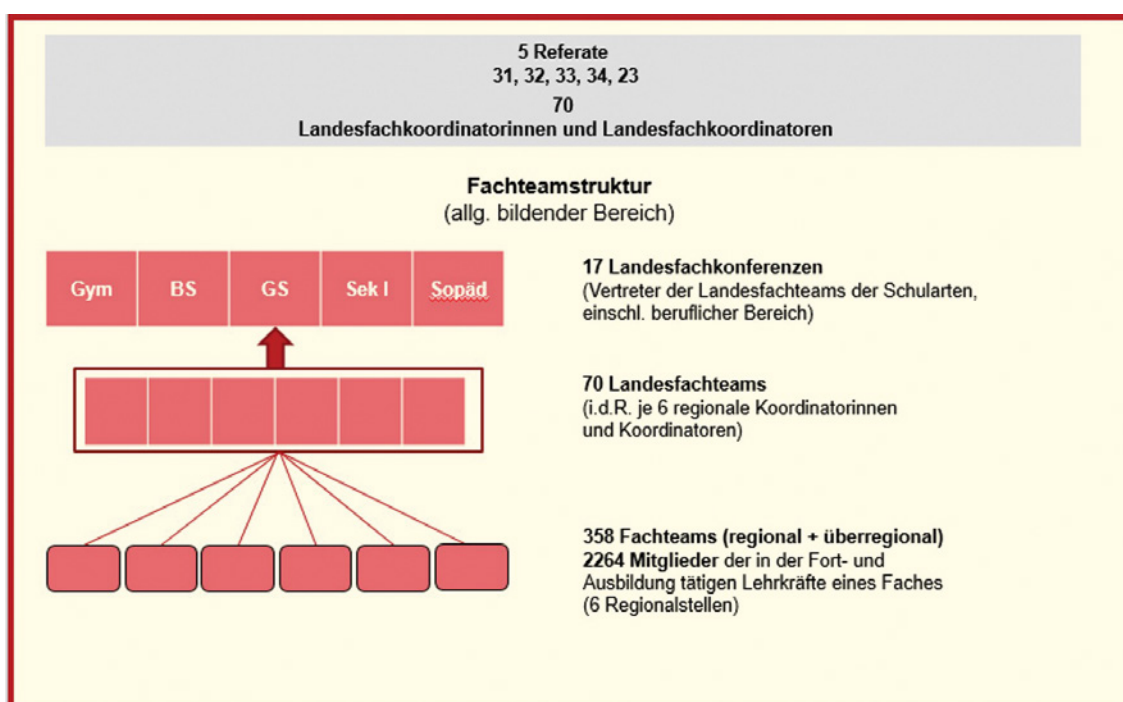 5 Referate
31, 32, 33, 34, 23
70
Landesfachkoordinatorinnen und Landesfachkoordinatoren
Fachteamstruktur
(allg. bildender Bereich)
Gym
BS
GS
Sek I
Sopäd
17 Landesfachkonferenzen
(Vertreter der Landesfachteams der Schularten,
einschl. beruflicher Bereich)
70 Landesfachteams
(i.d.R. je 6 regionale Koordinatorinnen
und Koordinatoren)
358 Fachteams (regional + überregional)
2264 Mitglieder der in der Fort- und
Ausbildung tätigen Lehrkräfte eines Faches
(6 Regionalstellen)